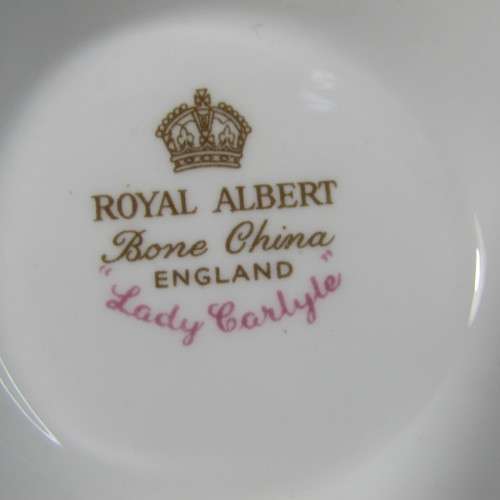 ROYAL ALBERT
Bone China
ENGLAND
"Lady Carlyle"